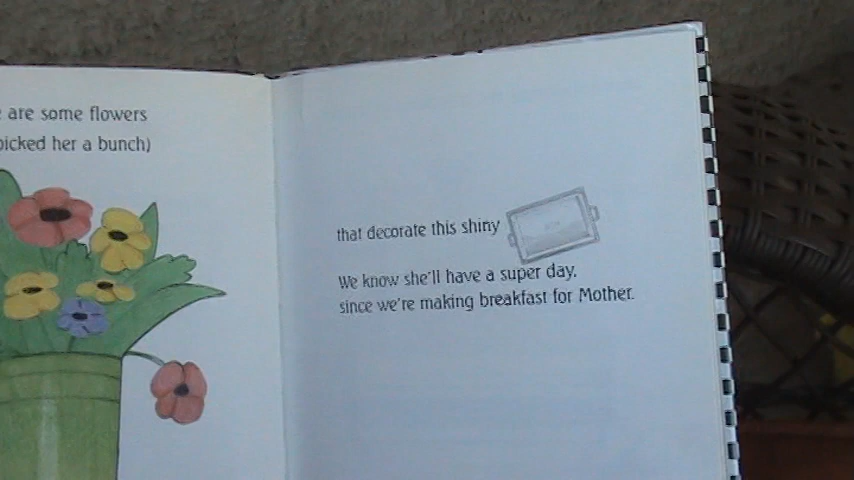 are some flowers
picked her a bunch)
that decorate this shiny
We know she'll have a super day,
since we're making breakfast for Mother.